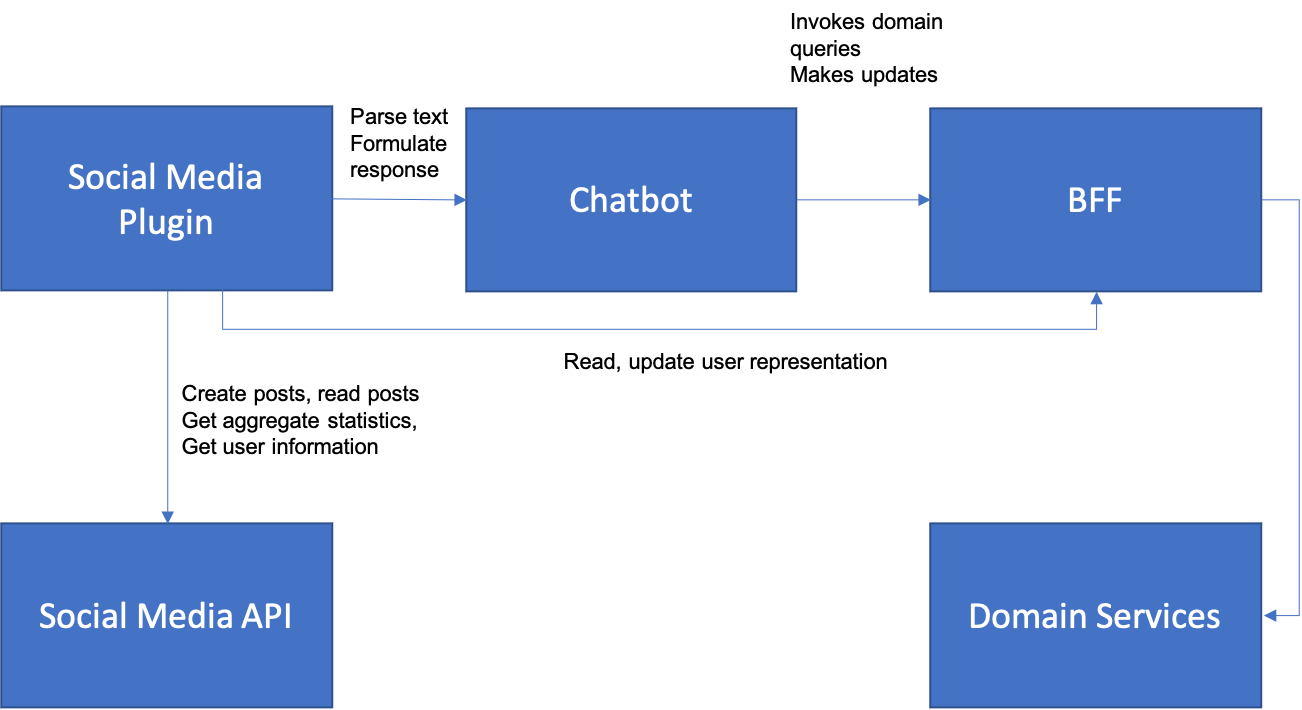 Invokes domain
queries
Makes updates
Parse text
Formulate
response
Social Media
Plugin
Chatbot
BFF
Read, update user representation
Create posts, read posts
Get aggregate statistics,
Get user information
Social Media API
Domain Services